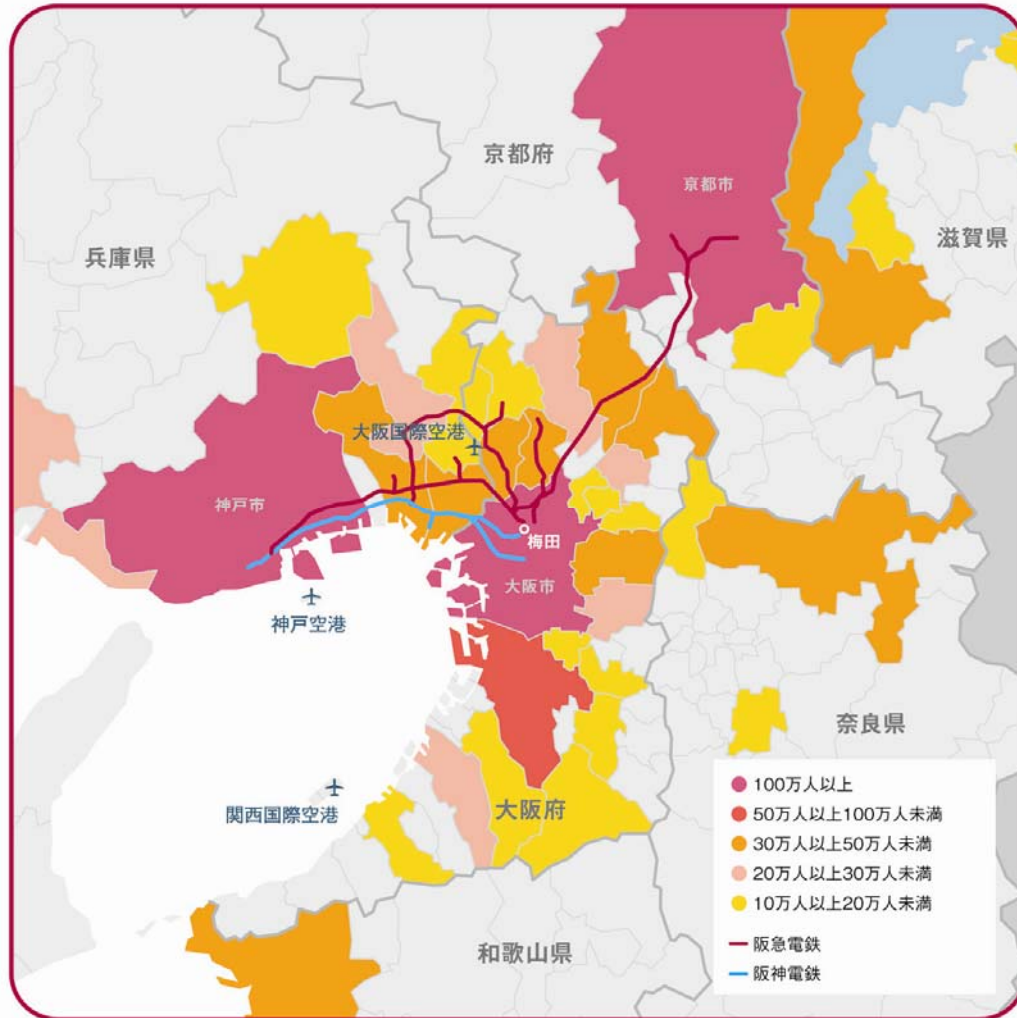 京都府
京都市
兵庫県
滋賀県
大阪国際空港
神戸市
梅田
大阪市
神戸空港
奈良県
関西国際空港
大阪府
和歌山県
100万人以上
50万人以上100万人未満
30万人以上50万人未満
20万人以上30万人未満
10万人以上20万人未満
阪急電鉄
阪神電鉄